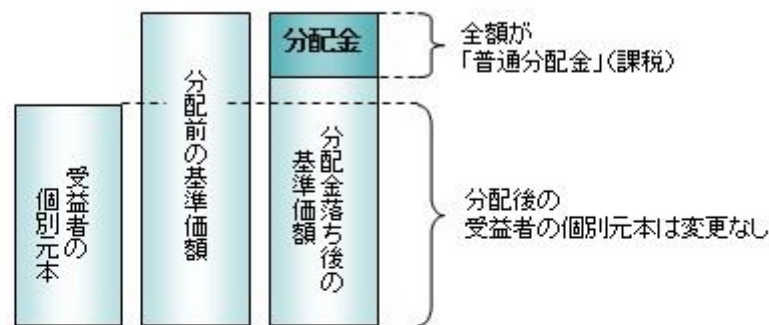 受益者の
個別元本
分配前の基準価額
分配金
分配金落ち後の
基準価額
全額が
「普通分配金」(課税)
分配後の
受益者の個別元本は変更なし